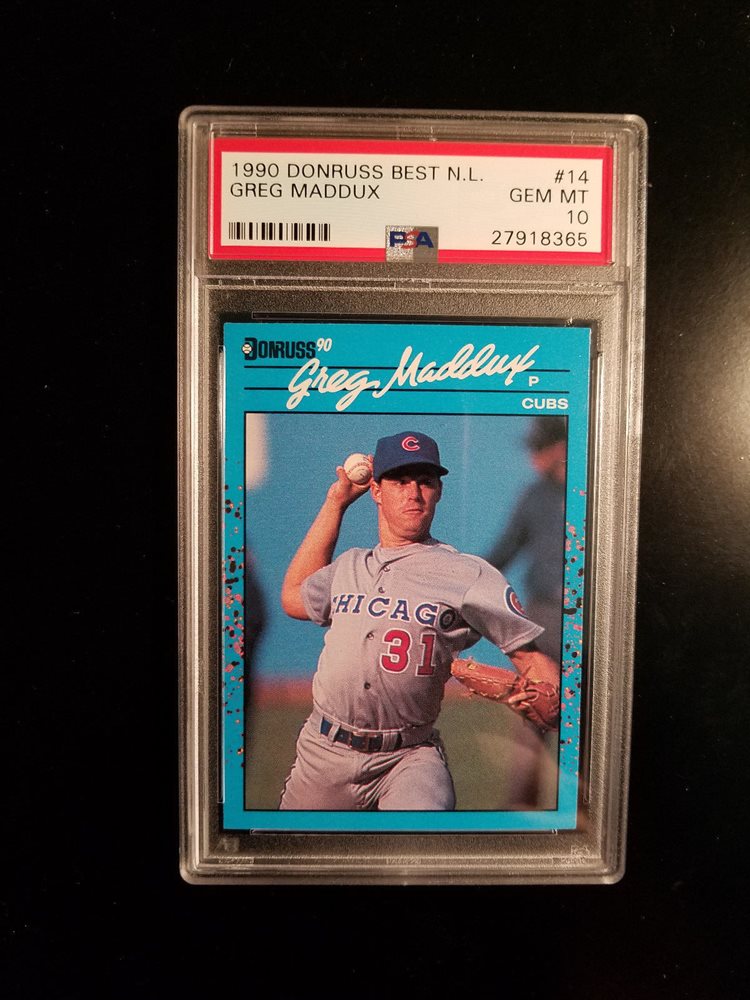 1990 DONRUSS BEST N.L. #14
GREG MADDUX GEM MT
10
PSA 27918365
DONRUSS 90
Greg Maddux P
CUBS
C
CHICAGO
31